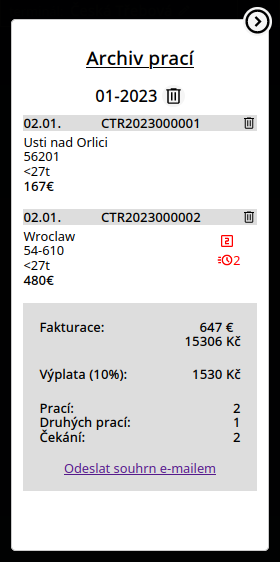 Archiv prací
01-2023
02.01. CTR2023000001
Usti nad Orlici
56201
<27t
167€
02.01. CTR2023000002
Wroclaw
54-610 2
<27t 2
480€
Fakturace: 647 €
15306 Kč
Výplata (10%): 1530 Kč
Prací: 2
Druhých prací: 1
Čekání: 2
Odeslat souhrn e-mailem